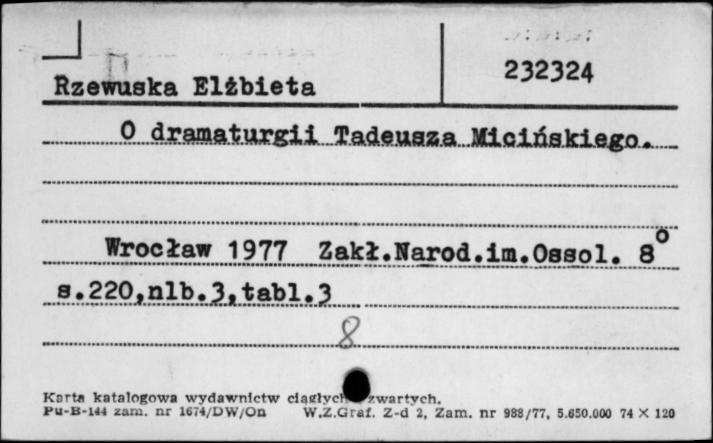 232324
Rzewuska Elżbieta
O dramaturgii Tadeusza Micińskiego.
Wrocław 1977 Zakł.Narod.im.Ossol. 8°
s.220,nlb.3,tabl.3
8
Karta katalogowa wydawnictw ciągłych zwartych.
Pu-B-144 zam. nr 1674/DW/On W.Z.Graf. Z-d 2, Zam. nr 988/77, 5.650.000 74 X 120